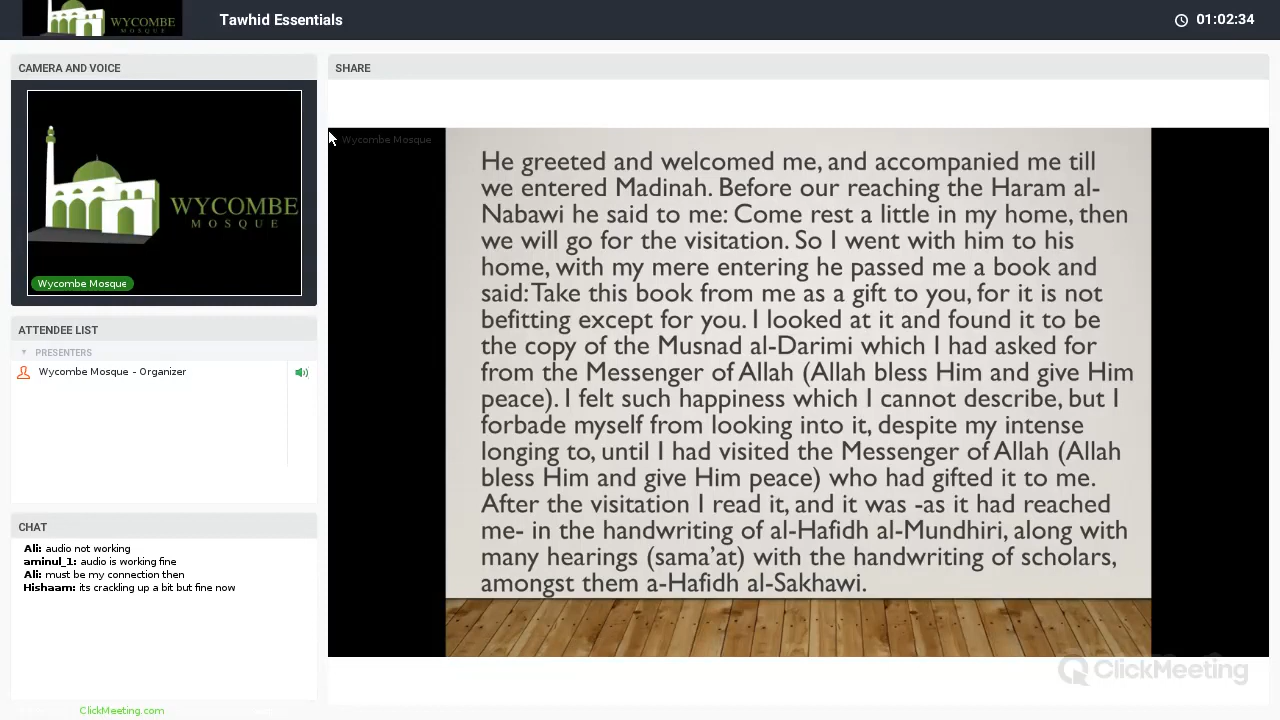 WYCOMBE
MOSQUE
Tawhid Essentials
01:02:34
CAMERA AND VOICE
WYCOMBE
MOSQUE
Wycombe Mosque
ATTENDEE LIST
PRESENTERS
Wycombe Mosque - Organizer
CHAT
Ali: audio not working
aminul_1: audio is working fine
Ali: must be my connection then
Hishaam: its crackling up a bit but fine now
ClickMeeting.com
SHARE
Wycombe Mosque
He greeted and welcomed me, and accompanied me till
we entered Madinah. Before our reaching the Haram al-
Nabawi he said to me: Come rest a little in my home, then
we will go for the visitation. So I went with him to his
home, with my mere entering he passed me a book and
said: Take this book from me as a gift to you, for it is not
befitting except for you. I looked at it and found it to be
the copy of the Musnad al-Darimi which I had asked for
from the Messenger of Allah (Allah bless Him and give Him
peace). I felt such happiness which I cannot describe, but I
forbade myself from looking into it, despite my intense
longing to, until I had visited the Messenger of Allah (Allah
bless Him and give Him peace) who had gifted it to me.
After the visitation I read it, and it was -as it had reached
me- in the handwriting of al-Hafidh al-Mundhiri, along with
many hearings (sama’at) with the handwriting of scholars,
amongst them a-Hafidh al-Sakhawi.
ClickMeeting